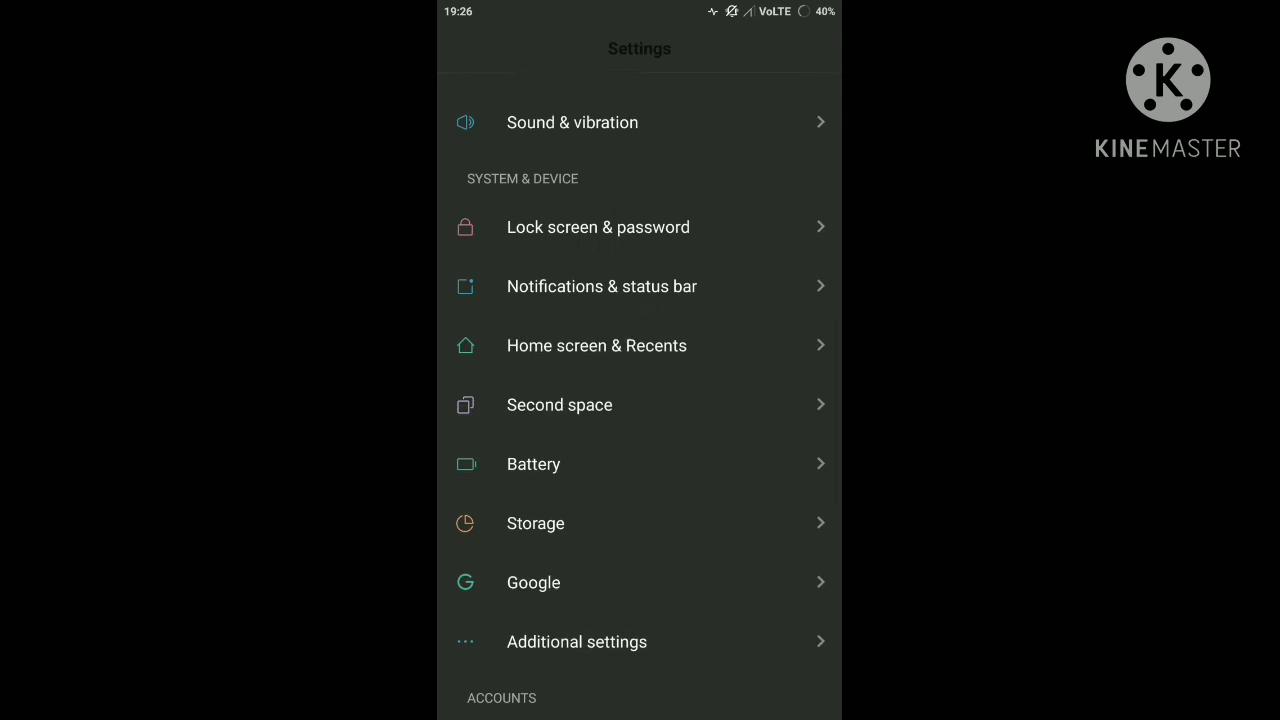 19:26
VoLTE
40%
Settings
Sound & vibration
SYSTEM & DEVICE
Lock screen & password
Notifications & status bar
Home screen & Recents
Second space
Battery
Storage
Google
Additional settings
ACCOUNTS
K
KINEMASTER